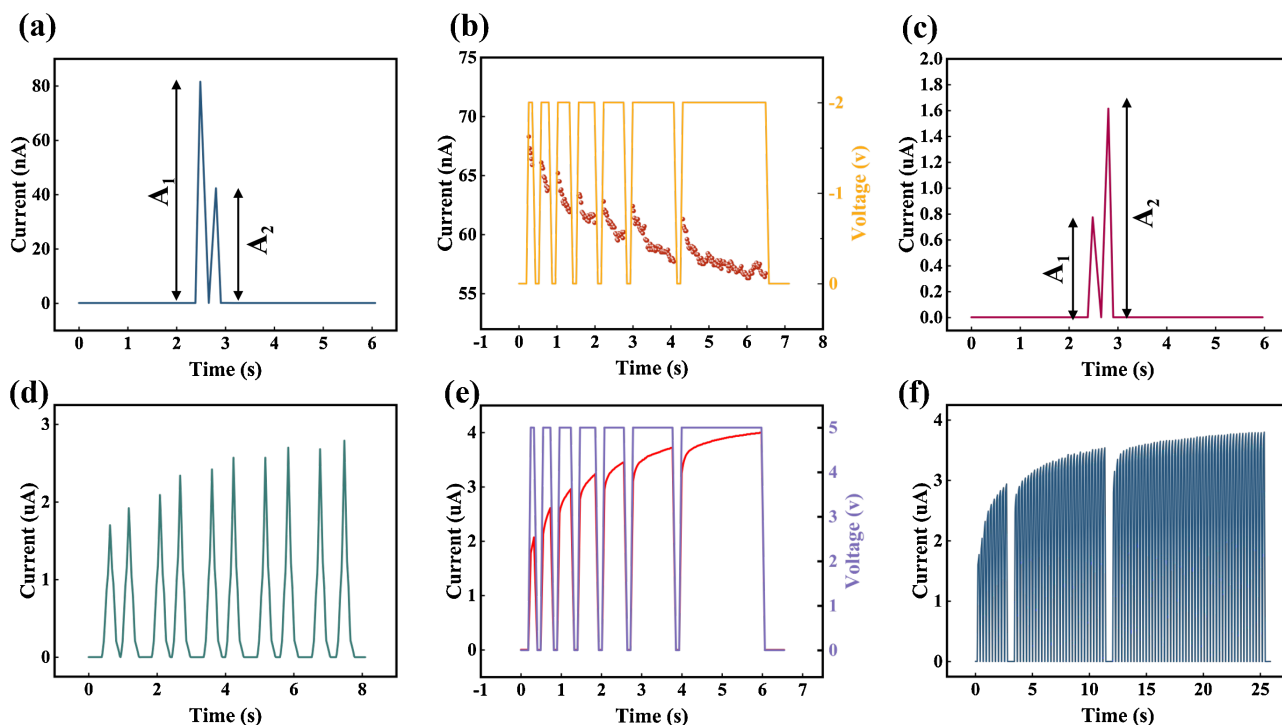 (a)
Current (nA)
80
60
40
20
0
A1
A2
0 1 2 3 4 5 6
Time (s)
(b)
Current (nA)
75
70
65
60
55
-2
-1
0
Voltage (v)
-1 0 1 2 3 4 5 6 7 8
Time (s)
(c)
Current (uA)
2.0
1.8
1.6
1.4
1.2
1.0
0.8
0.6
0.4
0.2
0.0
A1
A2
0 1 2 3 4 5 6
Time (s)
(d)
Current (uA)
3
2
1
0
0 2 4 6 8
Time (s)
(e)
Current (uA)
4
3
2
1
0
5
4
3
2
1
0
Voltage (v)
-1 0 1 2 3 4 5 6 7 8
Time (s)
(f)
Current (uA)
4
3
2
1
0
0 5 10 15 20 25
Time (s)